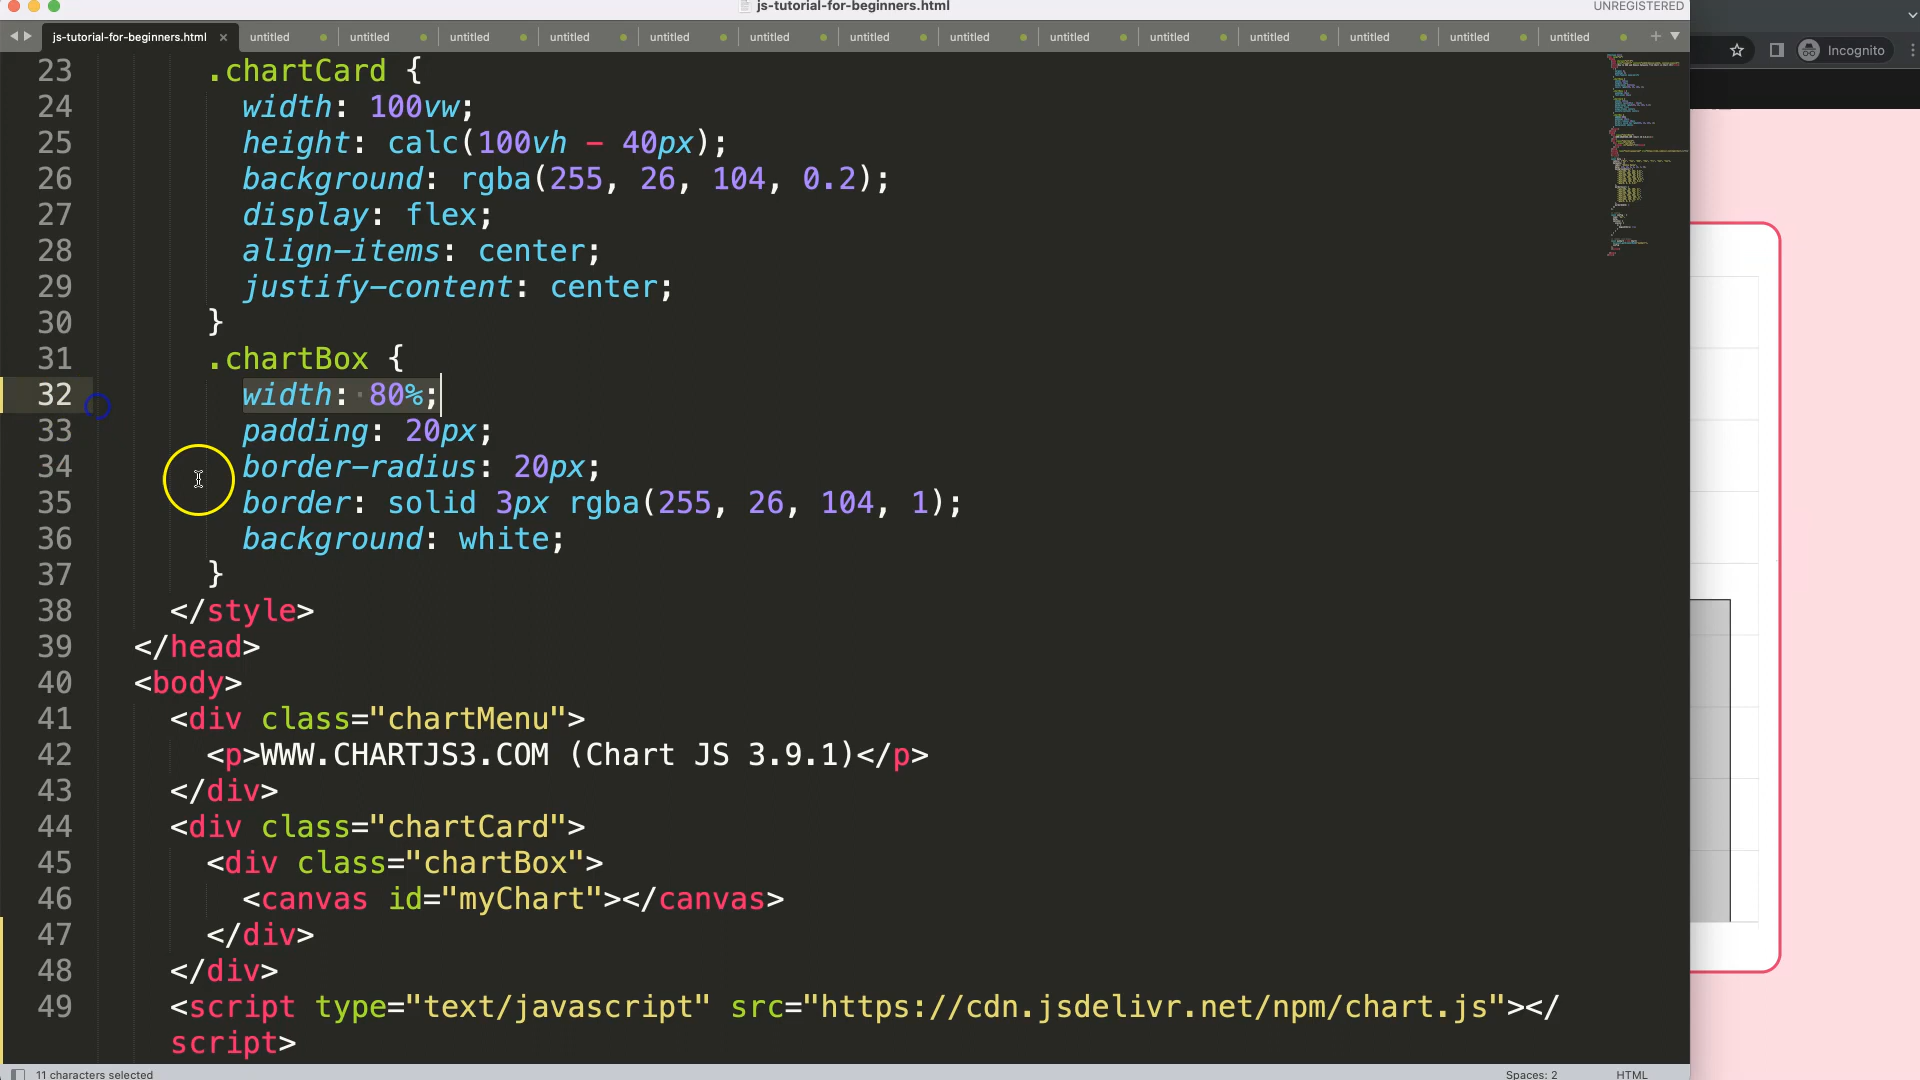 js-tutorial-for-beginners.html
UNREGISTERED
js-tutorial-for-beginners.html × untitled untitled untitled untitled untitled untitled untitled untitled untitled untitled untitled untitled untitled untitled
Incognito
23 .chartCard {
24 width: 100vw;
25 height: calc(100vh - 40px);
26 background: rgba(255, 26, 104, 0.2);
27 display: flex;
28 align-items: center;
29 justify-content: center;
30 }
31 .chartBox {
32 width: 80%;
33 padding: 20px;
34 border-radius: 20px;
35 border: solid 3px rgba(255, 26, 104, 1);
36 background: white;
37 }
38 </style>
39 </head>
40 <body>
41 <div class="chartMenu">
42 <p>WWW.CHARTJS3.COM (Chart JS 3.9.1)</p>
43 </div>
44 <div class="chartCard">
45 <div class="chartBox">
46 <canvas id="myChart"></canvas>
47 </div>
48 </div>
49 <script type="text/javascript" src="https://cdn.jsdelivr.net/npm/chart.js"></
script>
11 characters selected
Spaces: 2
HTML